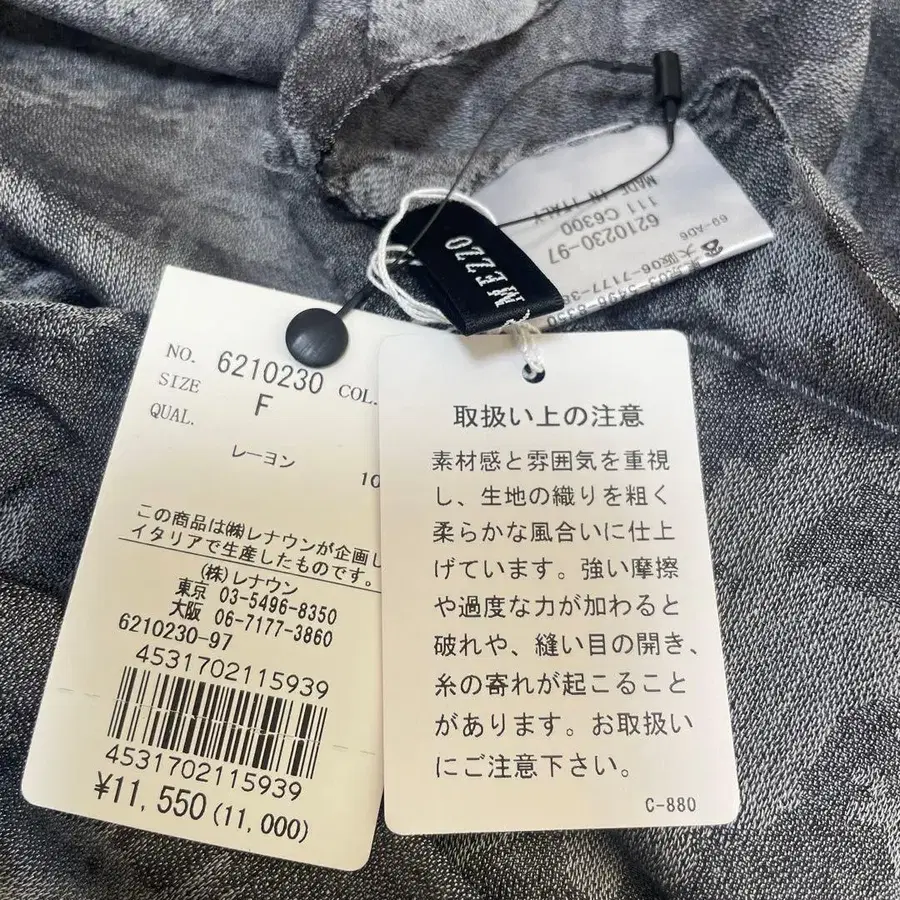 NO. 6210230 COL.
SIZE F
QUAL.
レーヨン 10
この商品は㈱レナウンが企画し
イタリアで生産したものです。
(株)レナウン
東京 03-5496-8350
大阪 06-7177-3860
6210230-97
4531702115939
4531702115939
¥11,550(11,000)
取扱い上の注意
素材感と雰囲気を重視
し、生地の織りを粗く
柔らかな風合いに仕上
げています。強い摩擦
や過度な力が加わると
破れや、縫い目の開き、
糸の寄れが起こること
があります。お取扱い
にご注意下さい。
C-880
MEZZO
69-AD6
6210230-97
111 C6300
MADE IN ITALY